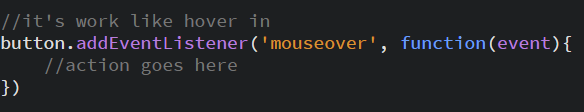 //it's work like hover in
button.addEventListener('mouseover', function(event){
    //action goes here
})